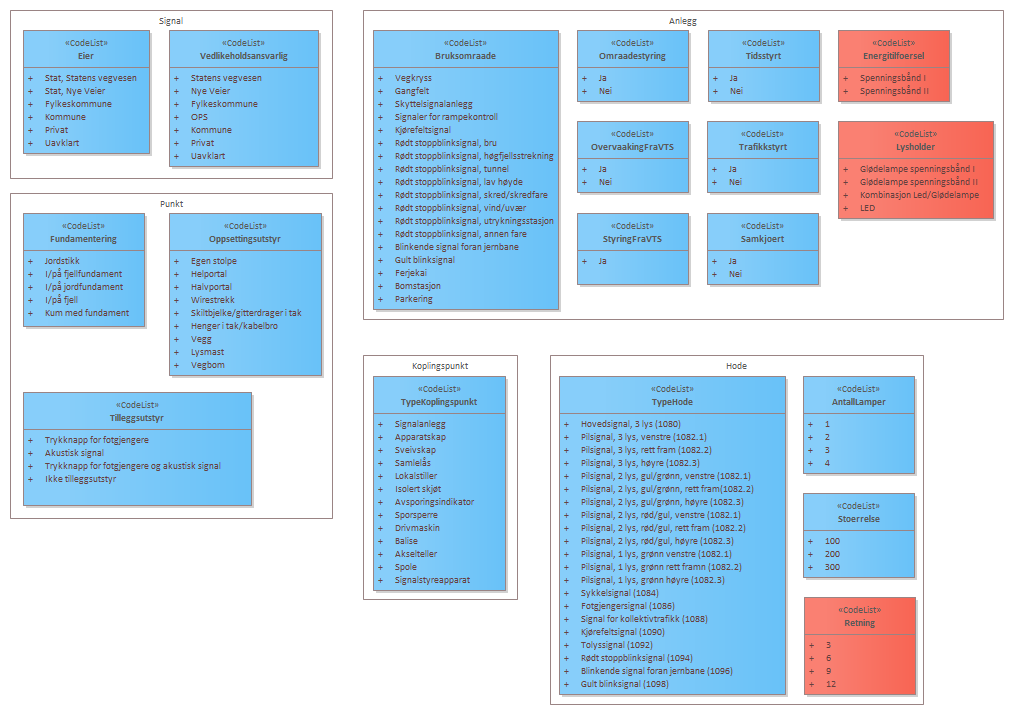 Signal
«CodeList»
Eier
+ Stat, Statens vegvesen
+ Stat, Nye Veier
+ Fylkeskommune
+ Kommune
+ Privat
+ Uavklart
«CodeList»
Vedlikeholdsansvarlig
+ Statens vegvesen
+ Nye Veier
+ Fylkeskommune
+ OPS
+ Kommune
+ Privat
+ Uavklart
Punkt
«CodeList»
Fundamentering
+ Jordstikk
+ I/på fjellfundament
+ I/på jordfundament
+ I/på fjell
+ Kum med fundament
«CodeList»
Oppsettingsutstyr
+ Egen stolpe
+ Helportal
+ Halvportal
+ Wirestrekk
+ Skiltbjelke/gitterdrager i tak
+ Henger i tak/kabelbro
+ Vegg
+ Lysmast
+ Vegbom
«CodeList»
Tilleggsutstyr
+ Trykknapp for fotgjengere
+ Akustisk signal
+ Trykknapp for fotgjengere og akustisk signal
+ Ikke tilleggsutstyr
Anlegg
«CodeList»
Bruksomraade
+ Vegkryss
+ Gangfelt
+ Skyttelsignalanlegg
+ Signaler for rampekontroll
+ Kjørefeltsignal
+ Rødt stoppblinksignal, bru
+ Rødt stoppblinksignal, høgfjellsstrekning
+ Rødt stoppblinksignal, tunnel
+ Rødt stoppblinksignal, lav høyde
+ Rødt stoppblinksignal, skred/skredfare
+ Rødt stoppblinksignal, vind/uvær
+ Rødt stoppblinksignal, utrykningsstasjon
+ Rødt stoppblinksignal, annen fare
+ Blinkende signal foran jernbane
+ Gult blinksignal
+ Ferjekai
+ Bomstasjon
+ Parkering
«CodeList»
Omraadestyring
+ Ja
+ Nei
«CodeList»
Tidsstyrt
+ Ja
+ Nei
«CodeList»
Energitilfoersel
+ Spenningsbånd I
+ Spenningsbånd II
«CodeList»
OvervaakingFraVTS
+ Ja
+ Nei
«CodeList»
Trafikkstyrt
+ Ja
+ Nei
«CodeList»
Lysholder
+ Glødelampe spenningsbånd I
+ Glødelampe spenningsbånd II
+ Kombinasjon Led/Glødelampe
+ LED
«CodeList»
StyringFraVTS
+ Ja
«CodeList»
Samkjoert
+ Ja
+ Nei
Koplingspunkt
«CodeList»
TypeKoplingspunkt
+ Signalanlegg
+ Apparatskap
+ Sveivskap
+ Samlelås
+ Lokalstiller
+ Isolert skjøt
+ Avsporingsindikator
+ Sporsperre
+ Drivmaskin
+ Balise
+ Akselteller
+ Spole
+ Signalstyreapparat
Hode
«CodeList»
TypeHode
+ Hovedsignal, 3 lys (1080)
+ Pilsignal, 3 lys, venstre (1082.1)
+ Pilsignal, 3 lys, rett fram (1082.2)
+ Pilsignal, 3 lys, høyre (1082.3)
+ Pilsignal, 2 lys, gul/grønn, venstre (1082.1)
+ Pilsignal, 2 lys, gul/grønn, rett fram(1082.2)
+ Pilsignal, 2 lys, gul/grønn, høyre (1082.3)
+ Pilsignal, 2 lys, rød/gul, venstre (1082.1)
+ Pilsignal, 2 lys, rød/gul, rett fram (1082.2)
+ Pilsignal, 2 lys, rød/gul, høyre (1082.3)
+ Pilsignal, 1 lys, grønn venstre (1082.1)
+ Pilsignal, 1 lys, grønn rett framn (1082.2)
+ Pilsignal, 1 lys, grønn høyre (1082.3)
+ Sykkelsignal (1084)
+ Fotgjengersignal (1086)
+ Signal for kollektivtrafikk (1088)
+ Kjørefeltsignal (1090)
+ Tolyssignal (1092)
+ Rødt stoppblinksignal (1094)
+ Blinkende signal foran jernbane (1096)
+ Gult blinksignal (1098)
«CodeList»
AntallLamper
+ 1
+ 2
+ 3
+ 4
«CodeList»
Stoerrelse
+ 100
+ 200
+ 300
«CodeList»
Retning
+ 3
+ 6
+ 9
+ 12